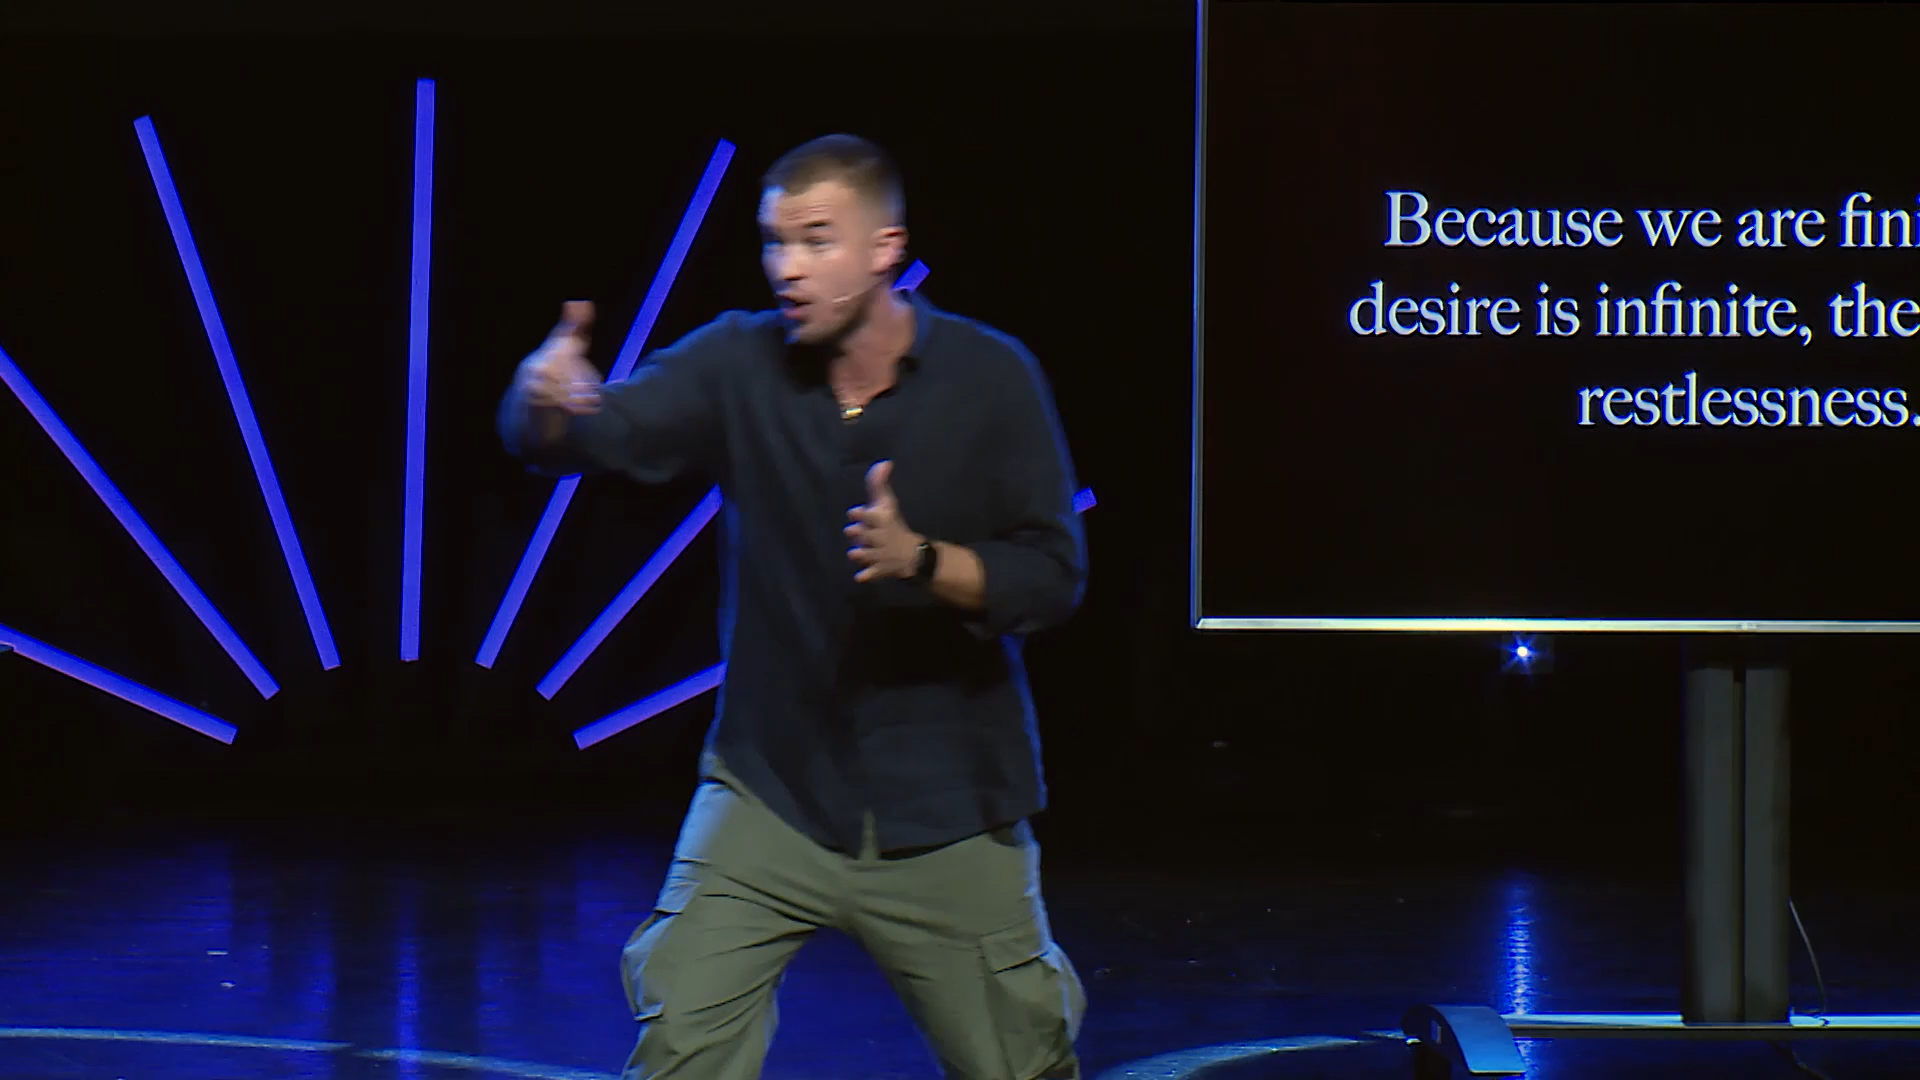 Because we are fini
desire is infinite, the
restlessness.